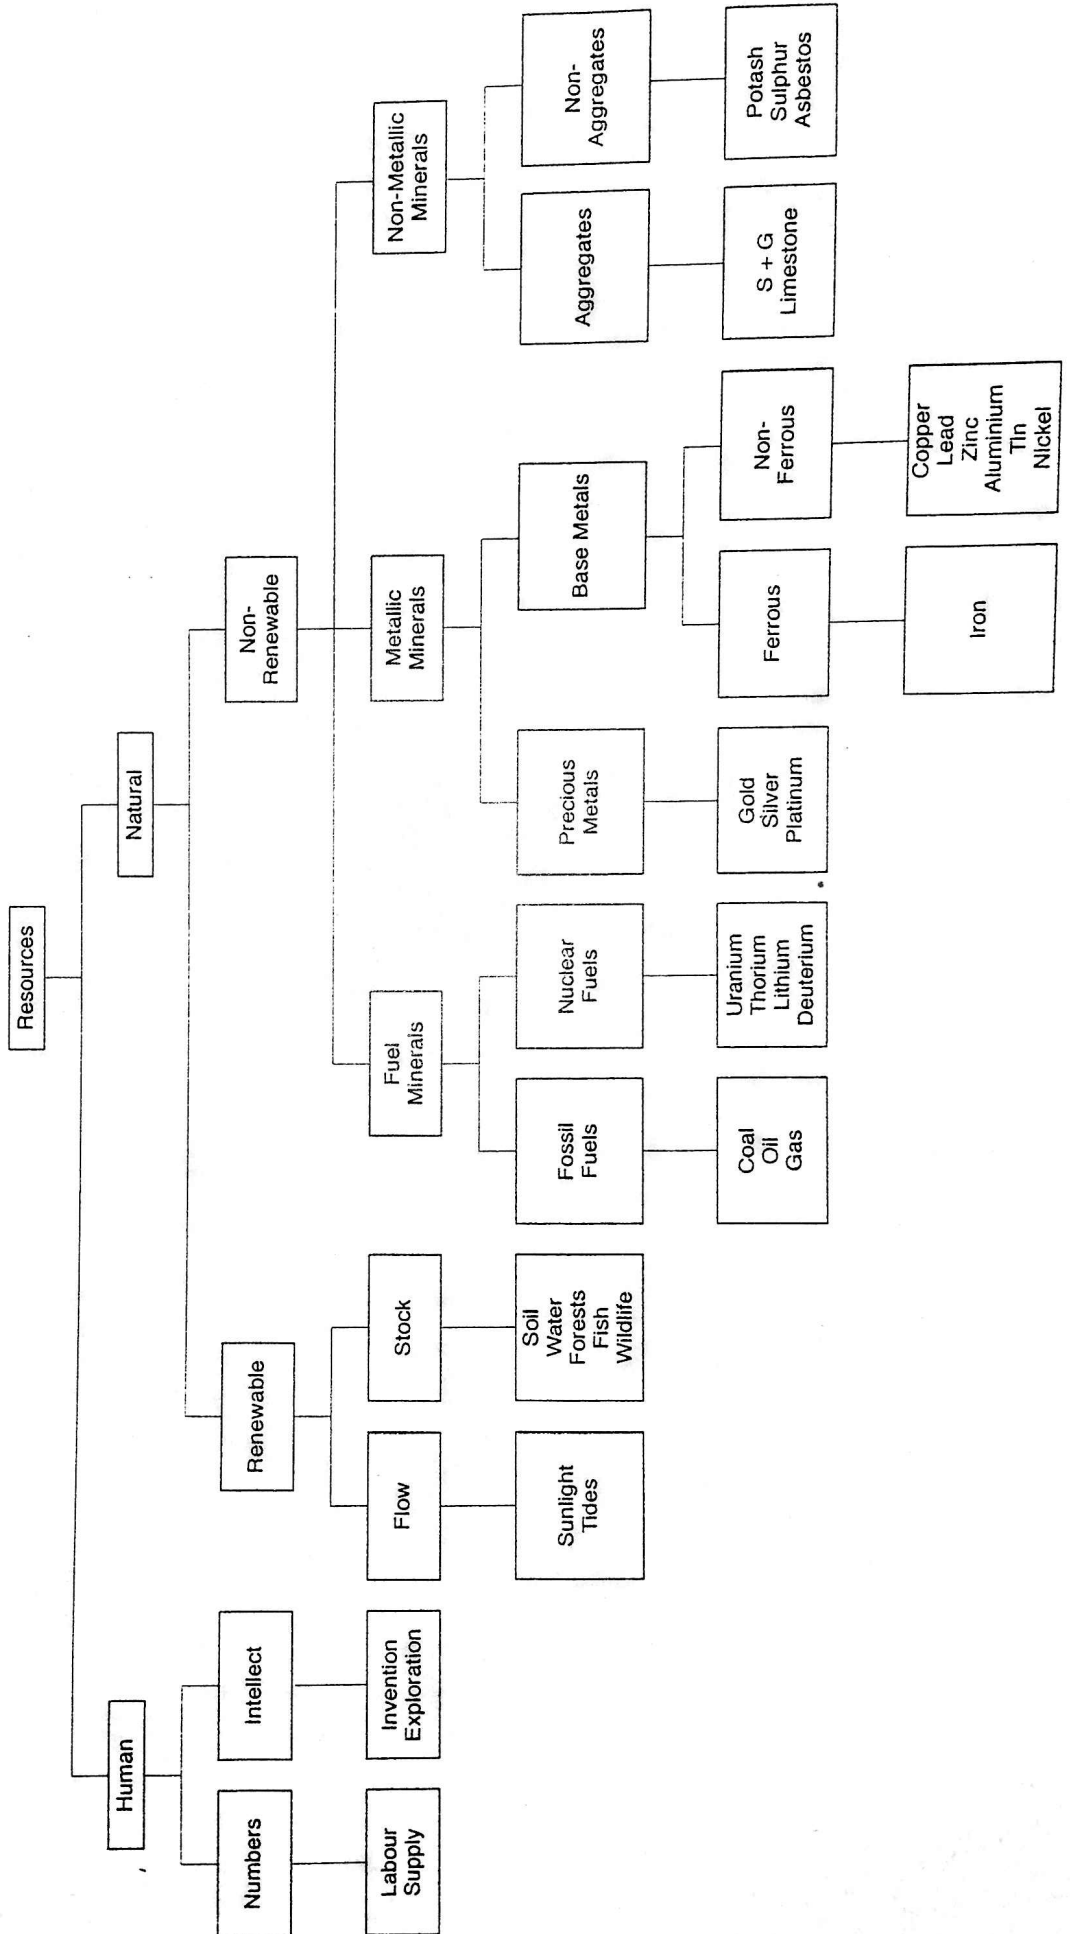 Resources
Human
Natural
Numbers
Intellect
Renewable
Non-
Renewable
Labour
Supply
Invention
Exploration
Flow
Stock
Fuel
Minerals
Metallic
Minerals
Non-Metallic
Minerals
Sunlight
Tides
Soil
Water
Forests
Fish
Wildlife
Fossil
Fuels
Nuclear
Fuels
Precious
Metals
Base Metals
Aggregates
Non-
Aggregates
Coal
Oil
Gas
Uranium
Thorium
Lithium
Deuterium
Gold
Silver
Platinum
Ferrous
Non-
Ferrous
S + G
Limestone
Potash
Sulphur
Asbestos
Iron
Copper
Lead
Zinc
Aluminium
Tin
Nickel